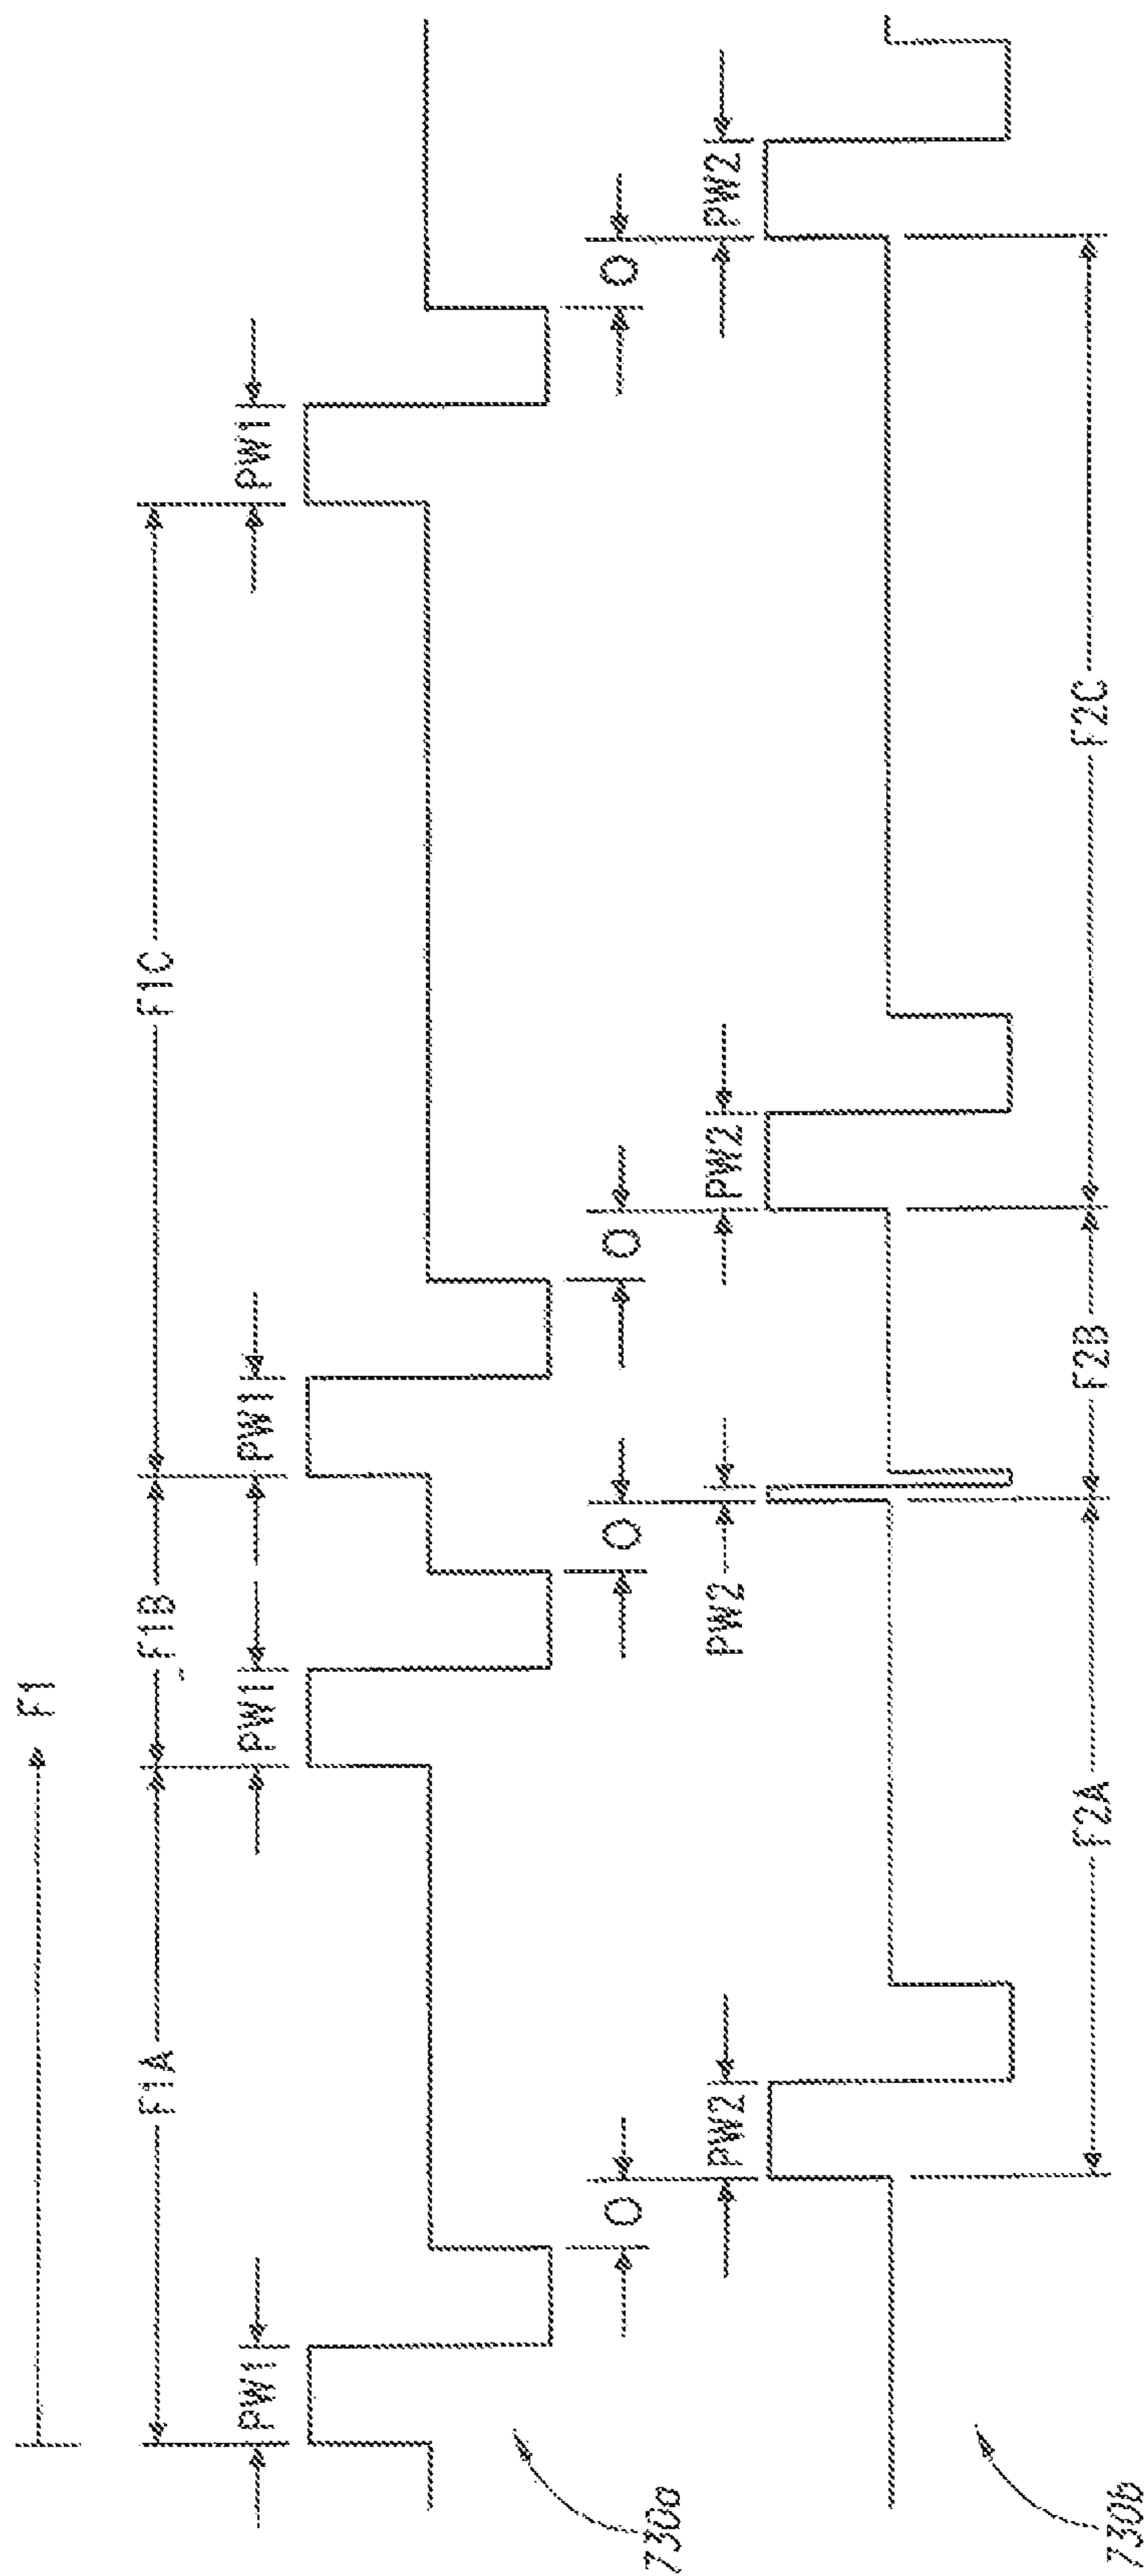 F1
F1A F1B F1C
PW1 PW1 PW1 PW1
730a
O O O O
PW2 PW2 PW2 PW2
730b
F2A F2B F2C